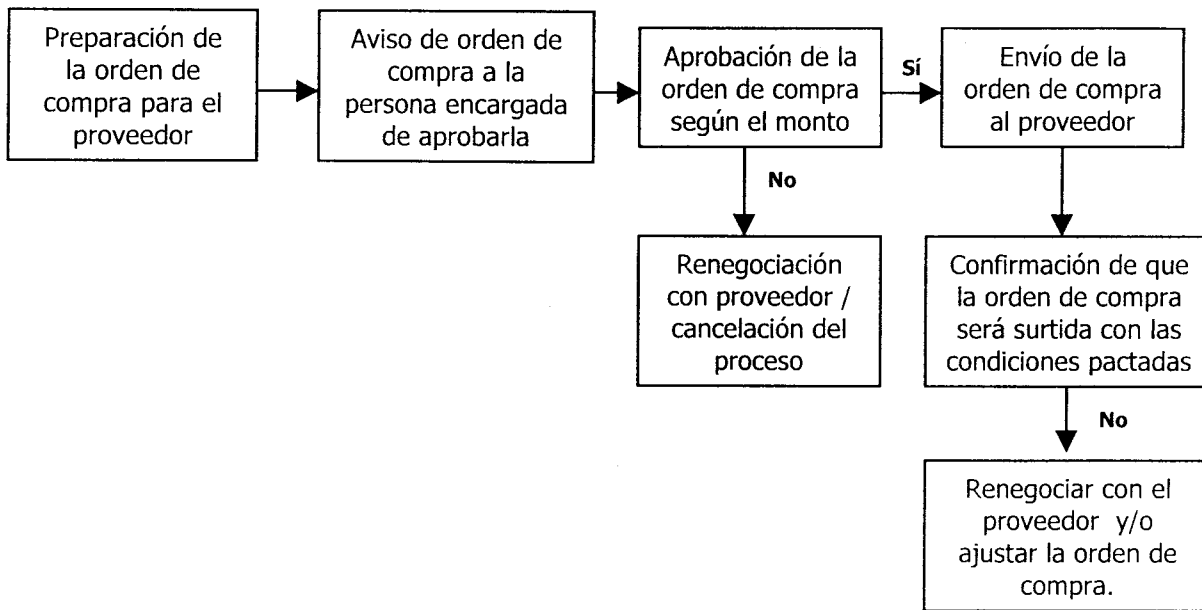 Preparación de
la orden de
compra para el
proveedor
Aviso de orden de
compra a la
persona encargada
de aprobarla
Aprobación de la
orden de compra
según el monto
Sí
Envío de la
orden de compra
al proveedor
No
Renegociación
con proveedor /
cancelación del
proceso
Confirmación de que
la orden de compra
será surtida con las
condiciones pactadas
No
Renegociar con el
proveedor y/o
ajustar la orden de
compra.